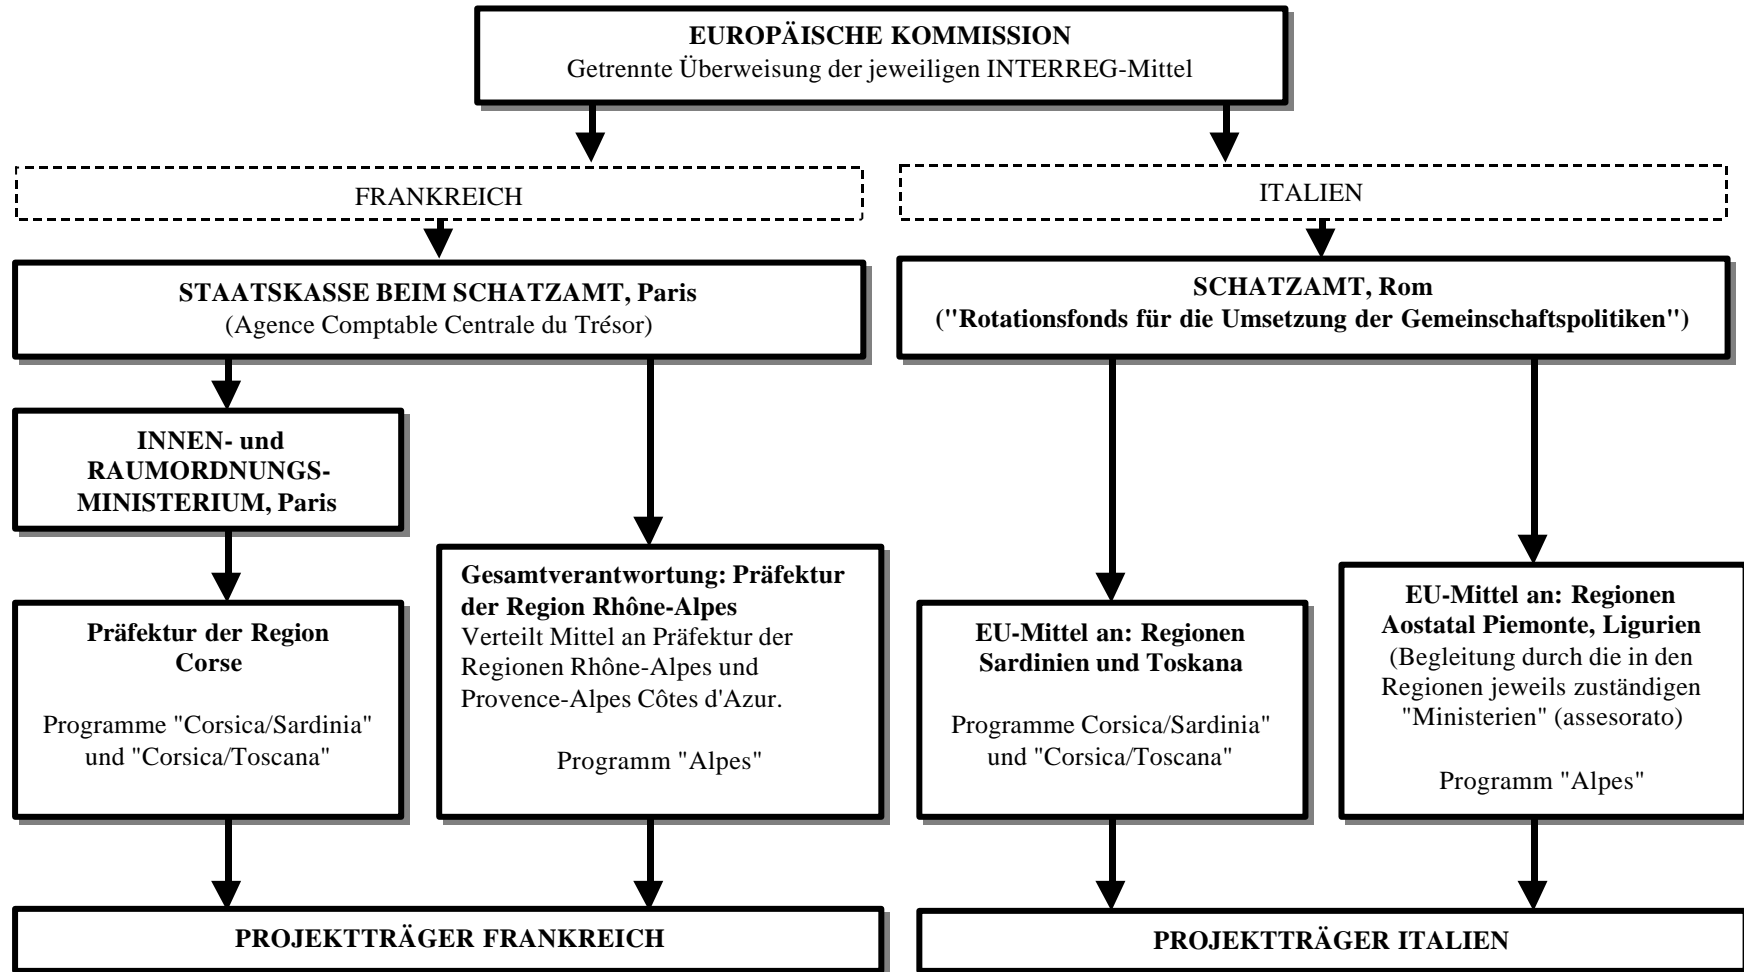 EUROPÄISCHE KOMMISSION
Getrennte Überweisung der jeweiligen INTERREG-Mittel
FRANKREICH
ITALIEN
STAATSKASSE BEIM SCHATZAMT, Paris
(Agence Comptable Centrale du Trésor)
SCHATZAMT, Rom
("Rotationsfonds für die Umsetzung der Gemeinschaftspolitiken")
INNEN- und
RAUMORDNUNGS-
MINISTERIUM, Paris
Präfektur der Region
Corse
Programme "Corsica/Sardinia"
und "Corsica/Toscana"
Gesamtverantwortung: Präfektur
der Region Rhône-Alpes
Verteilt Mittel an Präfektur der
Regionen Rhône-Alpes und
Provence-Alpes Côtes d'Azur.
Programm "Alpes"
EU-Mittel an: Regionen
Sardinien und Toskana
Programme Corsica/Sardinia"
und "Corsica/Toscana"
EU-Mittel an: Regionen
Aostatal Piemonte, Ligurien
(Begleitung durch die in den
Regionen jeweils zuständigen
"Ministerien" (assesorato)
Programm "Alpes"
PROJEKTTRÄGER FRANKREICH
PROJEKTTRÄGER ITALIEN